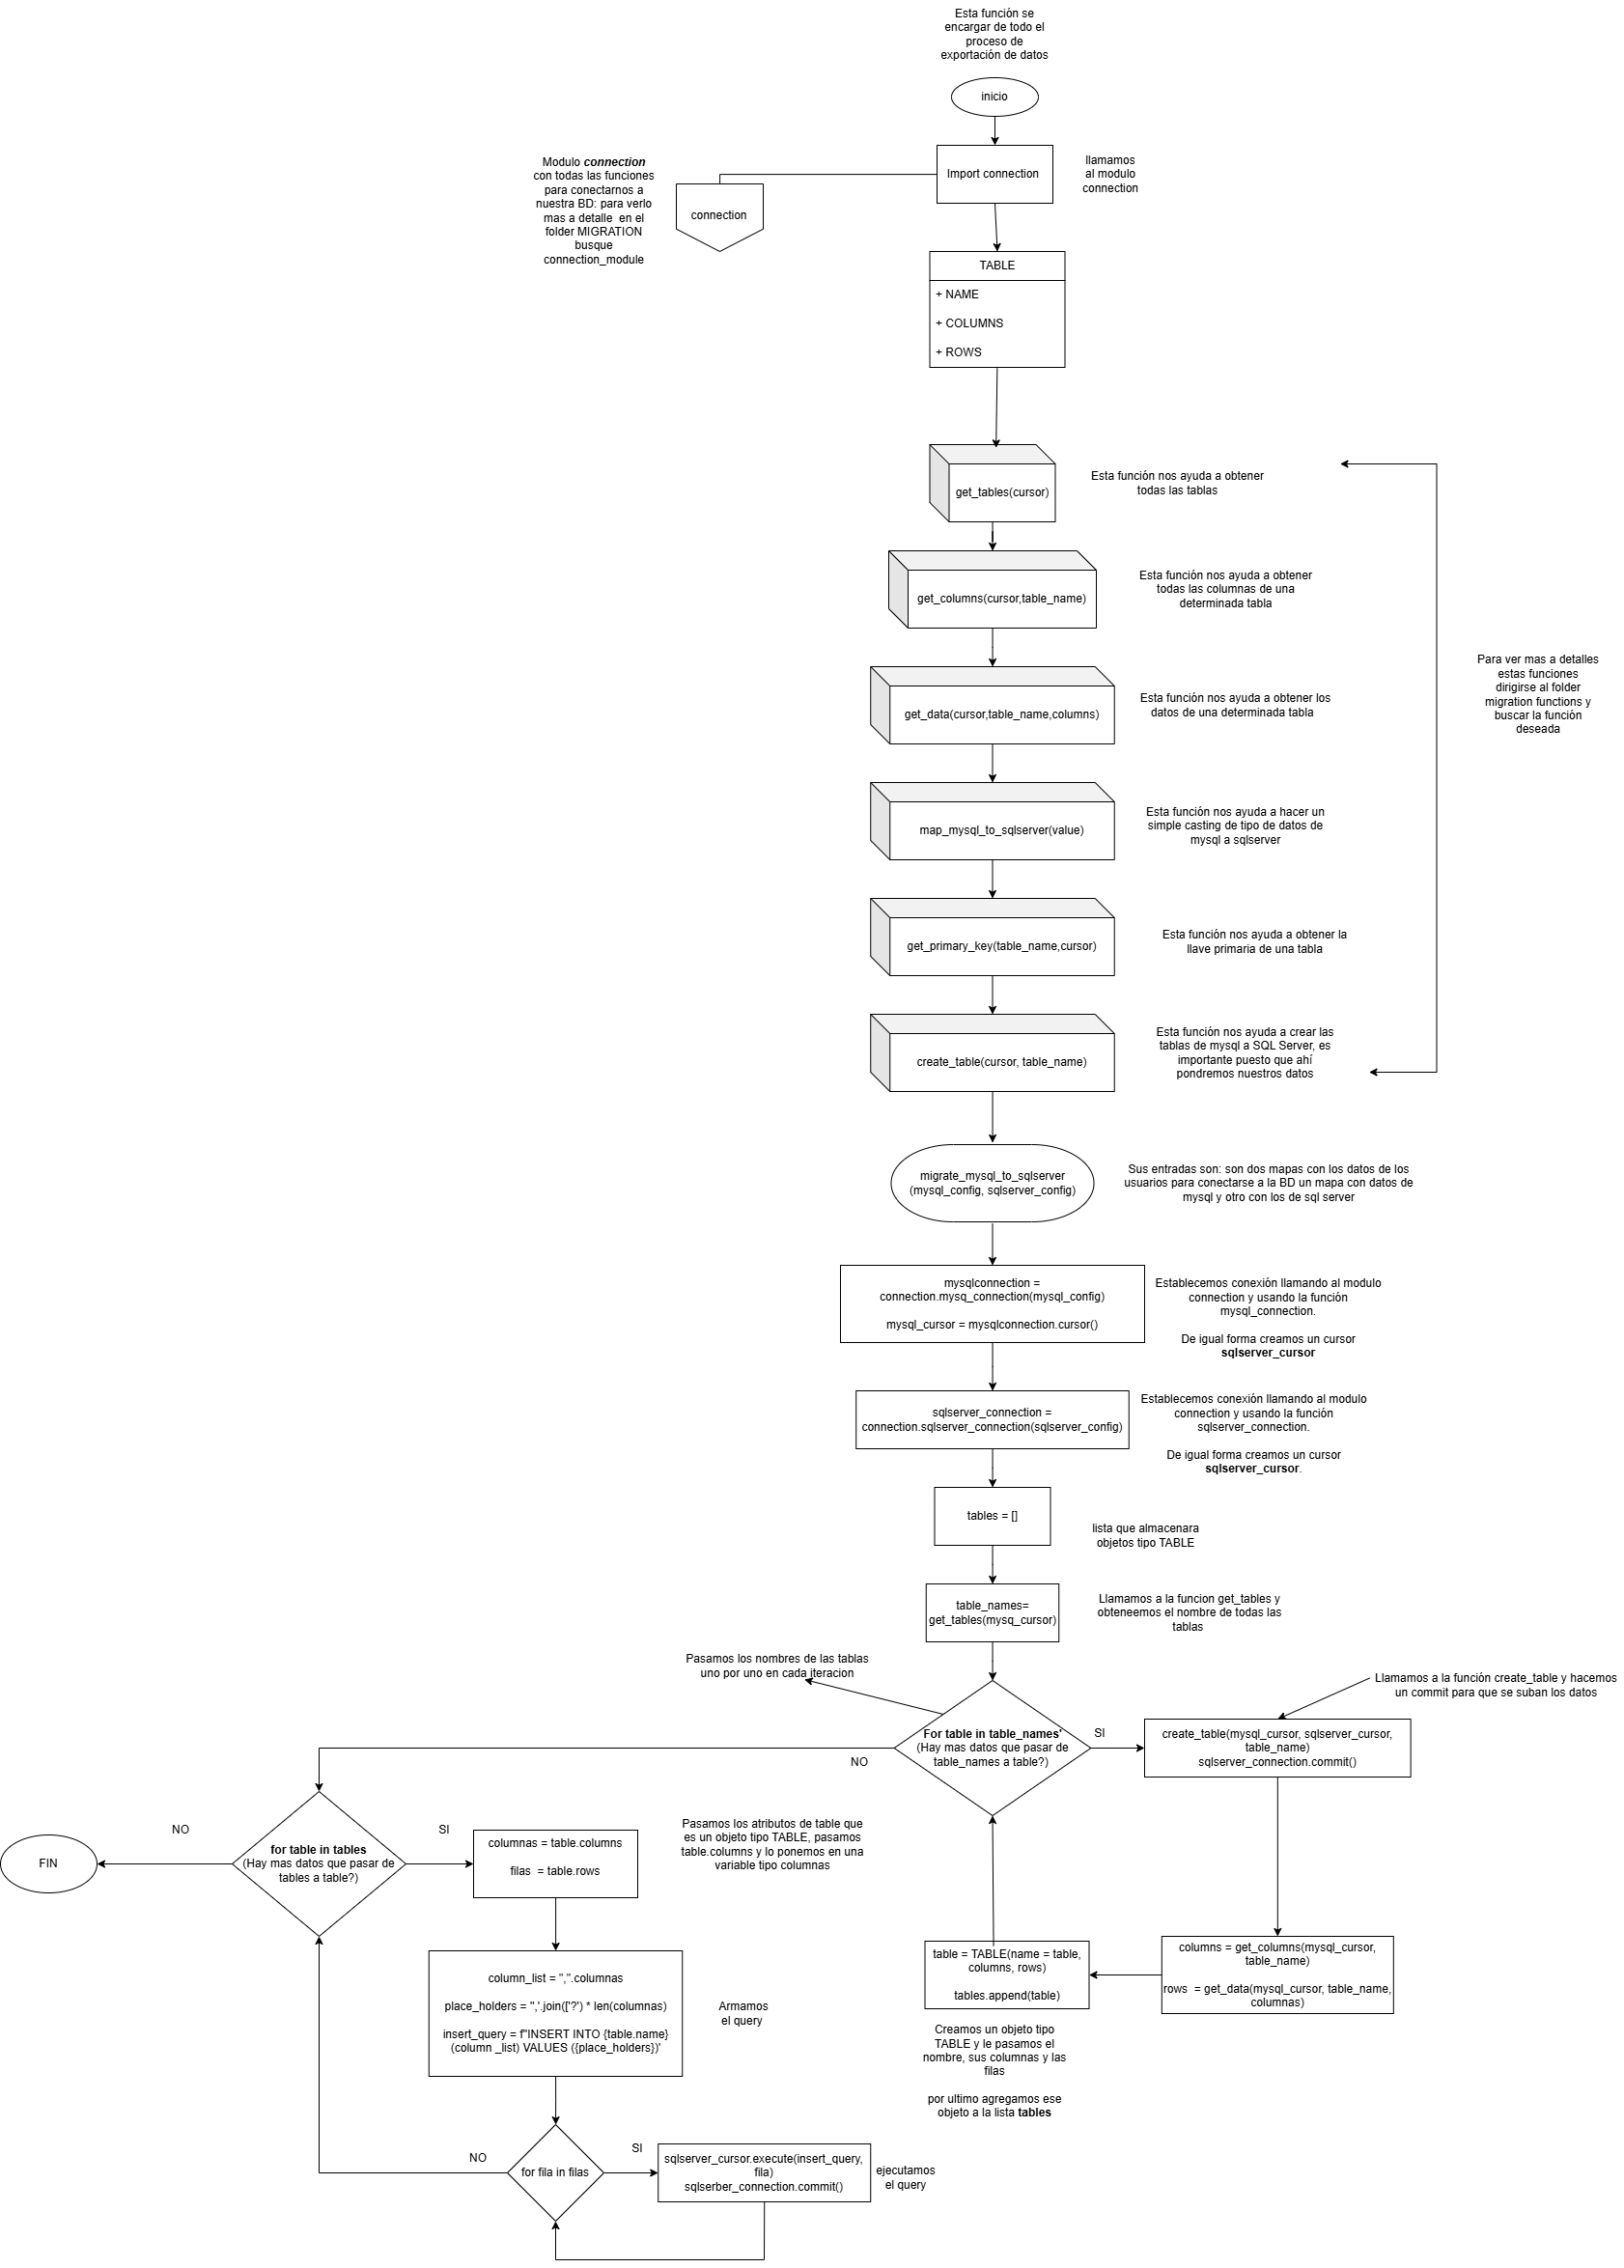 Esta función se
encargar de todo el
proceso de
exportación de datos
inicio
Import connection
llamamos
al modulo
connection
Modulo connection
con todas las funciones
para conectarnos a
nuestra BD: para verlo
mas a detalle  en el
folder MIGRATION
busque
connection_module
connection
TABLE
+ NAME
+ COLUMNS
+ ROWS
get_tables(cursor)
Esta función nos ayuda a obtener
todas las tablas
get_columns(cursor,table_name)
Esta función nos ayuda a obtener
todas las columnas de una
determinada tabla
Para ver mas a detalles
estas funciones
dirigirse al folder
migration functions y
buscar la función
deseada
get_data(cursor,table_name,columns)
Esta función nos ayuda a obtener los
datos de una determinada tabla
map_mysql_to_sqlserver(value)
Esta función nos ayuda a hacer un
simple casting de tipo de datos de
mysql a sqlserver
get_primary_key(table_name,cursor)
Esta función nos ayuda a obtener la
llave primaria de una tabla
create_table(cursor, table_name)
Esta función nos ayuda a crear las
tablas de mysql a SQL Server, es
importante puesto que ahí
pondremos nuestros datos
migrate_mysql_to_sqlserver
(mysql_config, sqlserver_config)
Sus entradas son: son dos mapas con los datos de los
usuarios para conectarse a la BD un mapa con datos de
mysql y otro con los de sql server
mysqlconnection =
connection.mysq_connection(mysql_config)
mysql_cursor = mysqlconnection.cursor()
Establecemos conexión llamando al modulo
connection y usando la función
mysql_connection.
De igual forma creamos un cursor
sqlserver_cursor
sqlserver_connection =
connection.sqlserver_connection(sqlserver_config)
Establecemos conexión llamando al modulo
connection y usando la función
sqlserver_connection.
De igual forma creamos un cursor
sqlserver_cursor.
tables = []
lista que almacenara
objetos tipo TABLE
table_names=
get_tables(mysq_cursor)
Llamamos a la funcion get_tables y
obteneemos el nombre de todas las
tablas
Pasamos los nombres de las tablas
uno por uno en cada iteracion
For table in table_names'
(Hay mas datos que pasar de
table_names a table?)
SI
NO
Llamamos a la función create_table y hacemos
un commit para que se suban los datos
create_table(mysql_cursor, sqlserver_cursor,
table_name)
sqlserver_connection.commit()
columns = get_columns(mysql_cursor,
table_name)
rows  = get_data(mysql_cursor, table_name,
columnas)
table = TABLE(name = table,
columns, rows)
tables.append(table)
Creamos un objeto tipo
TABLE y le pasamos el
nombre, sus columnas y las
filas
por ultimo agregamos ese
objeto a la lista tables
for table in tables
(Hay mas datos que pasar de
tables a table?)
NO
FIN
SI
columnas = table.columns
filas  = table.rows
Pasamos los atributos de table que
es un objeto tipo TABLE, pasamos
table.columns y lo ponemos en una
variable tipo columnas
column_list = ",".columnas
place_holders = ",'.join(['?') * len(columnas)
insert_query = f"INSERT INTO {table.name}
(column _list) VALUES ({place_holders})'
Armamos
el query
for fila in filas
NO
SI
sqlserver_cursor.execute(insert_query,
fila)
sqlserber_connection.commit()
ejecutamos
el query